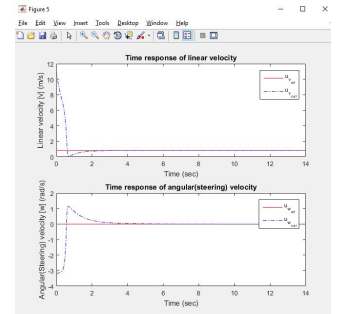 Figure 5
File Edit View Insert Tools Desktop Window Help
Time response of linear velocity
Linear velocity [v] (m/s)
12
10
8
6
4
2
0
0 2 4 6 8 10 12 14
Time (sec)
Time response of angular(steering) velocity
Angular(Steering) velocity [w] (rad/s)
2
1
0
-1
-2
-3
-4
0 2 4 6 8 10 12 14
Time (sec)